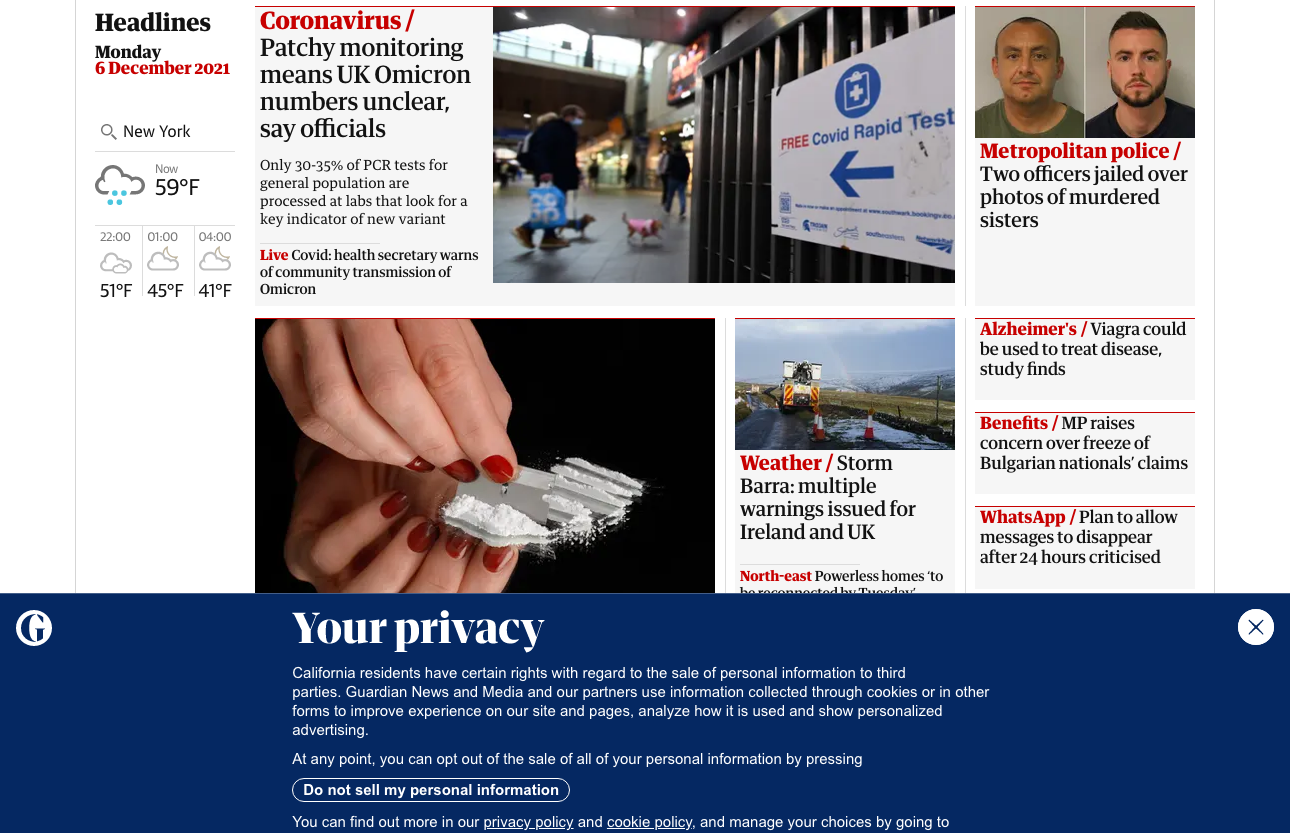 Headlines
Monday
6 December 2021
New York
Now
59°F
22:00
01:00
04:00
51°F
45°F
41°F
Coronavirus /
Patchy monitoring
means UK Omicron
numbers unclear,
say officials
Only 30-35% of PCR tests for
general population are
processed at labs that look for a
key indicator of new variant
Live Covid: health secretary warns
of community transmission of
Omicron
FREE Covid Rapid Test
Metropolitan police /
Two officers jailed over
photos of murdered
sisters
Weather / Storm
Barra: multiple
warnings issued for
Ireland and UK
North-east Powerless homes ‘to
be reconnected by Tuesday’
Alzheimer's / Viagra could
be used to treat disease,
study finds
Benefits / MP raises
concern over freeze of
Bulgarian nationals’ claims
WhatsApp / Plan to allow
messages to disappear
after 24 hours criticised
Your privacy
California residents have certain rights with regard to the sale of personal information to third
parties. Guardian News and Media and our partners use information collected through cookies or in other
forms to improve experience on our site and pages, analyze how it is used and show personalized
advertising.
At any point, you can opt out of the sale of all of your personal information by pressing
Do not sell my personal information
You can find out more in our privacy policy and cookie policy, and manage your choices by going to